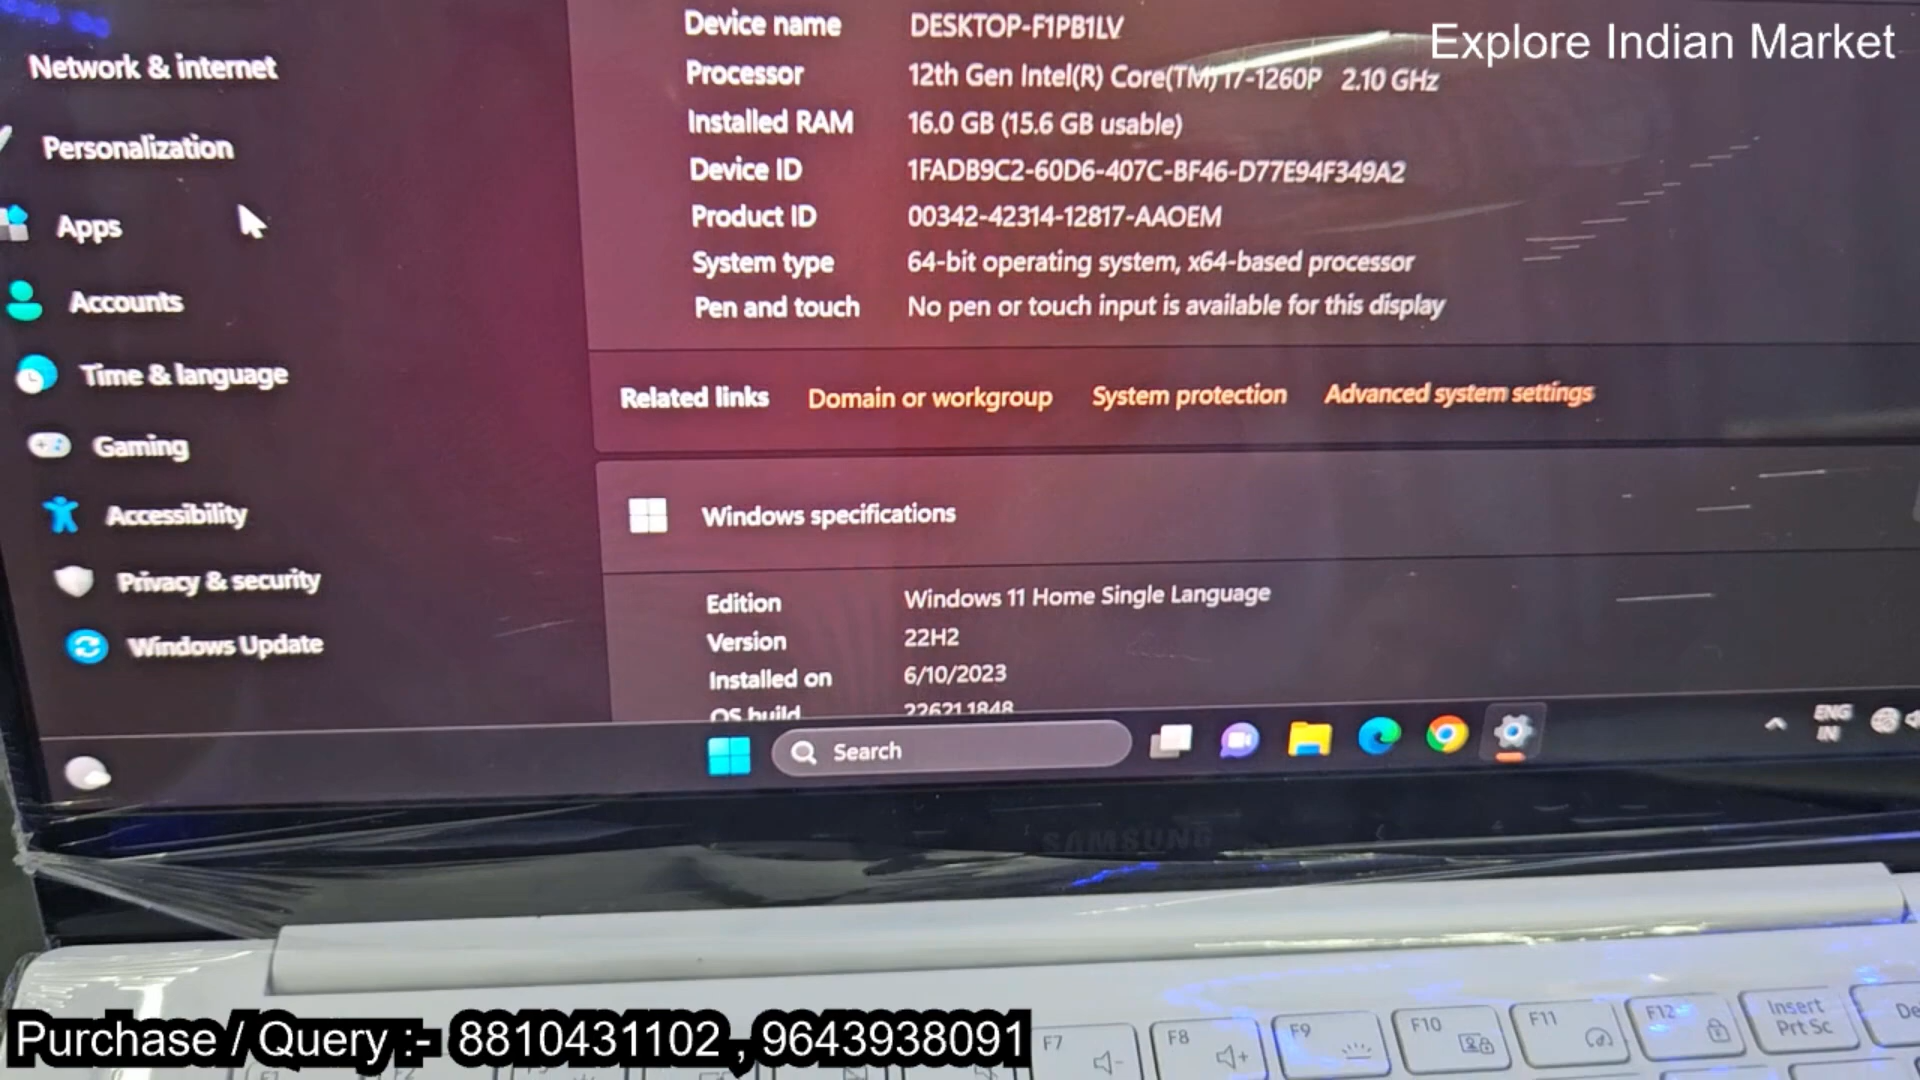 Explore Indian Market
Network & internet
Personalization
Apps
Accounts
Time & language
Gaming
Accessibility
Privacy & security
Windows Update
Device name DESKTOP-F1PB1LV
Processor 12th Gen Intel(R) Core(TM) i7-1260P 2.10 GHz
Installed RAM 16.0 GB (15.6 GB usable)
Device ID 1FADB9C2-60D6-407C-BF46-D77E94F349A2
Product ID 00342-42314-12817-AAOEM
System type 64-bit operating system, x64-based processor
Pen and touch No pen or touch input is available for this display
Related links Domain or workgroup System protection Advanced system settings
Windows specifications
Edition Windows 11 Home Single Language
Version 22H2
Installed on 6/10/2023
OS build 22621.1848
Search
ENG
IN
SAMSUNG
F7 F8 F9 F10 F11 F12 Insert
Prt Sc
Purchase / Query :- 8810431102 , 9643938091